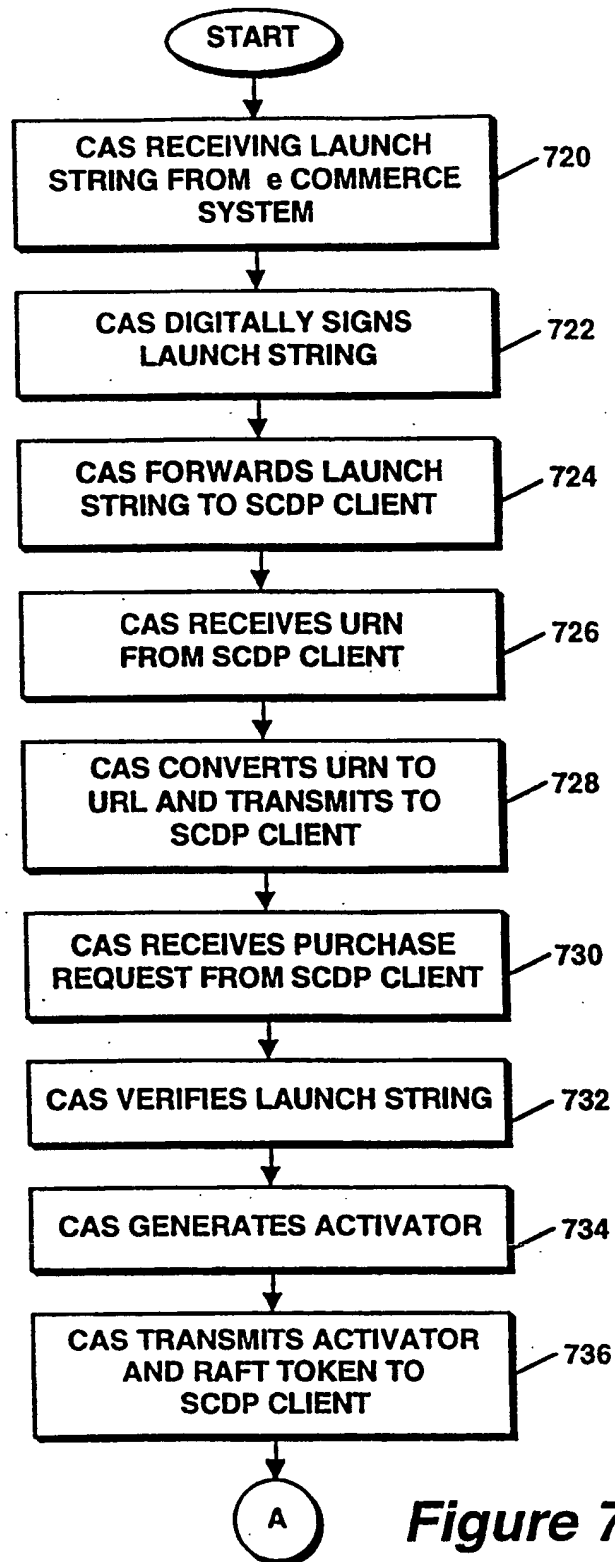 START
CAS RECEIVING LAUNCH
STRING FROM e COMMERCE
SYSTEM
720
CAS DIGITALLY SIGNS
LAUNCH STRING
722
CAS FORWARDS LAUNCH
STRING TO SCDP CLIENT
724
CAS RECEIVES URN
FROM SCDP CLIENT
726
CAS CONVERTS URN TO
URL AND TRANSMITS TO
SCDP CLIENT
728
CAS RECEIVES PURCHASE
REQUEST FROM SCDP CLIENT
730
CAS VERIFIES LAUNCH STRING
732
CAS GENERATES ACTIVATOR
734
CAS TRANSMITS ACTIVATOR
AND RAFT TOKEN TO
SCDP CLIENT
736
A
Figure 7